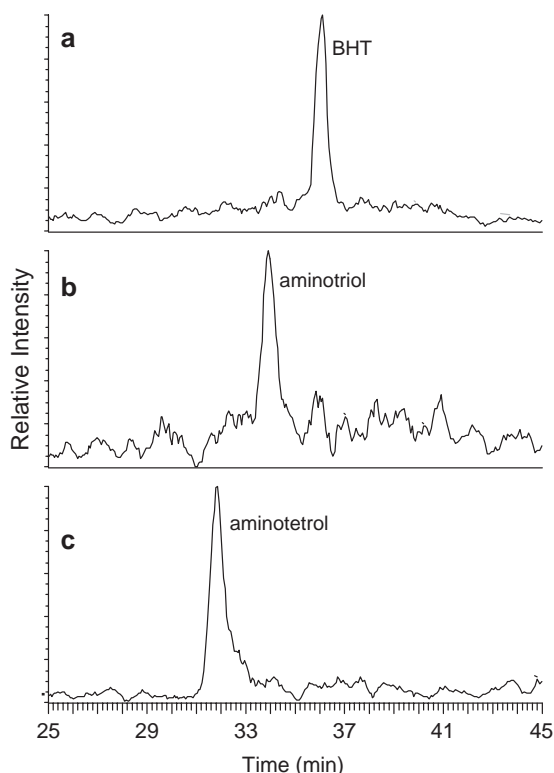 a
BHT
b
aminotriol
Relative Intensity
c
aminotetrol
25 29 33 37 41 45
Time (min)